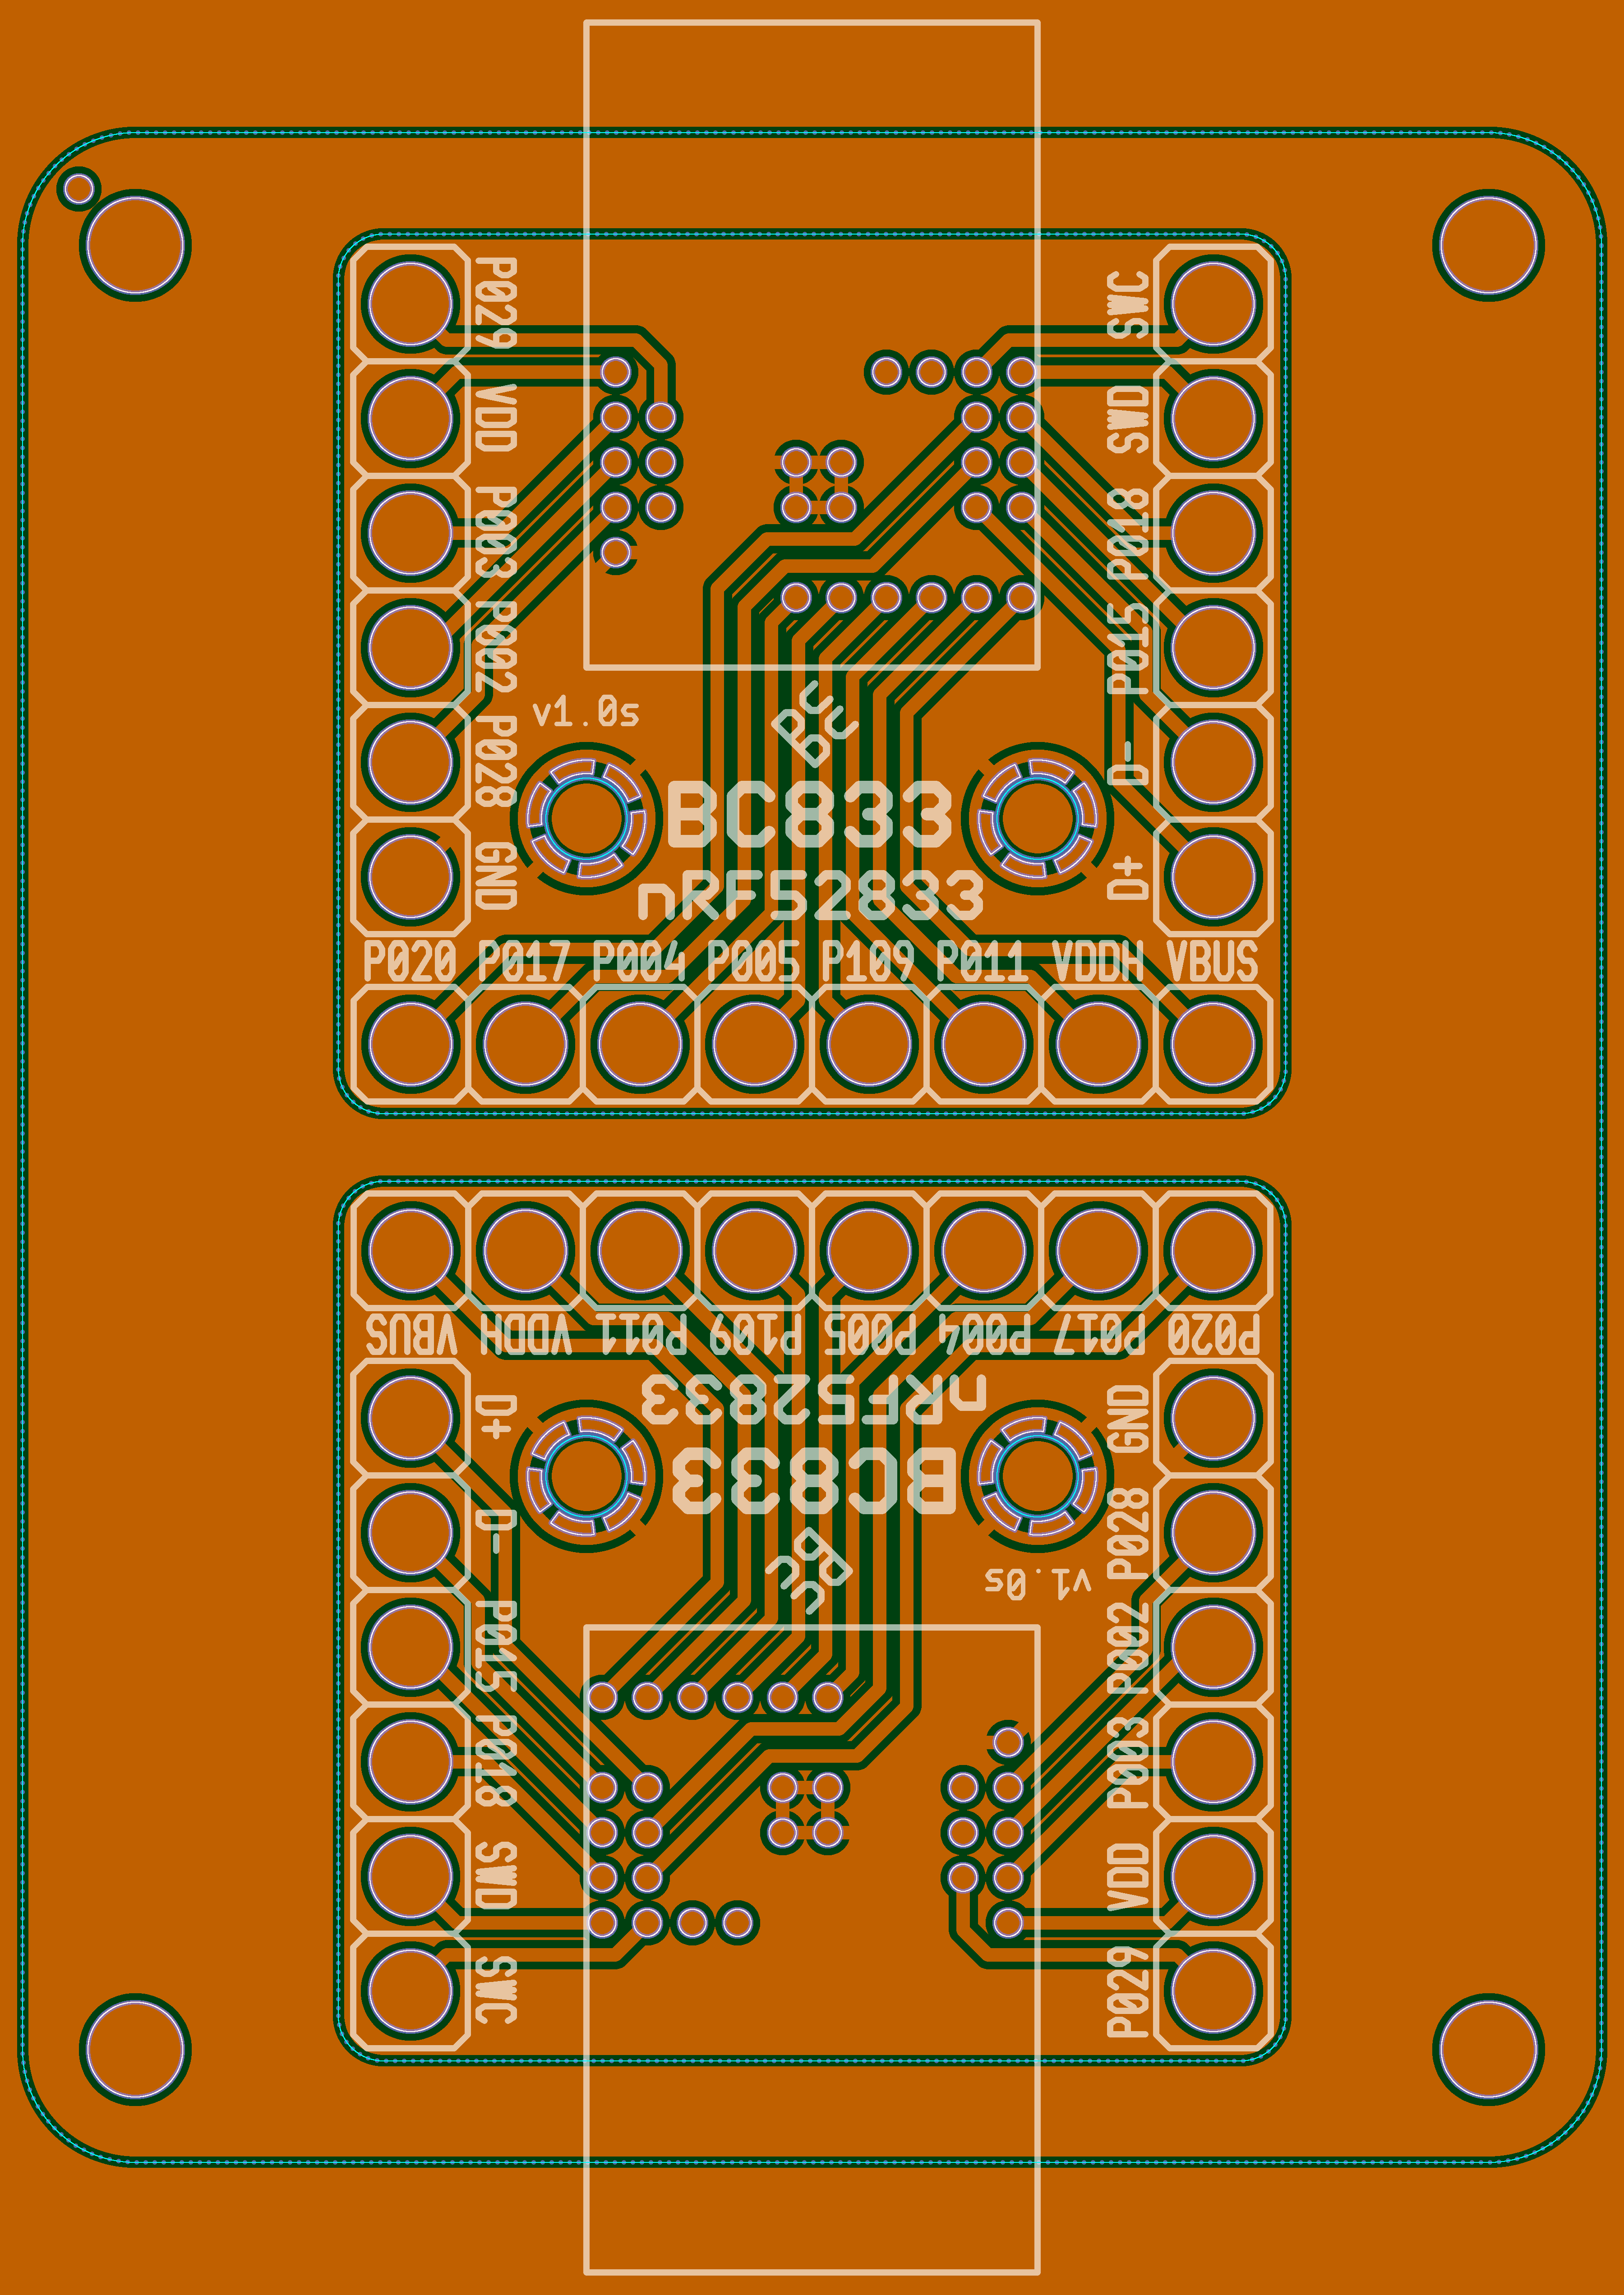 P029
SWC
VDD
SWD
P003
P018
P002
P015
v1.0s
P028
D-
BC833
GND
D+
nRF52833
P020 P017 P004 P005 P109 P011 VDDH VBUS
VBUS VDDH P011 P109 P005 P004 P017 P020
nRF52833
D+
GND
BC833
D-
P028
v1.0s
P015
P002
P018
P003
SWD
VDD
SWC
P029